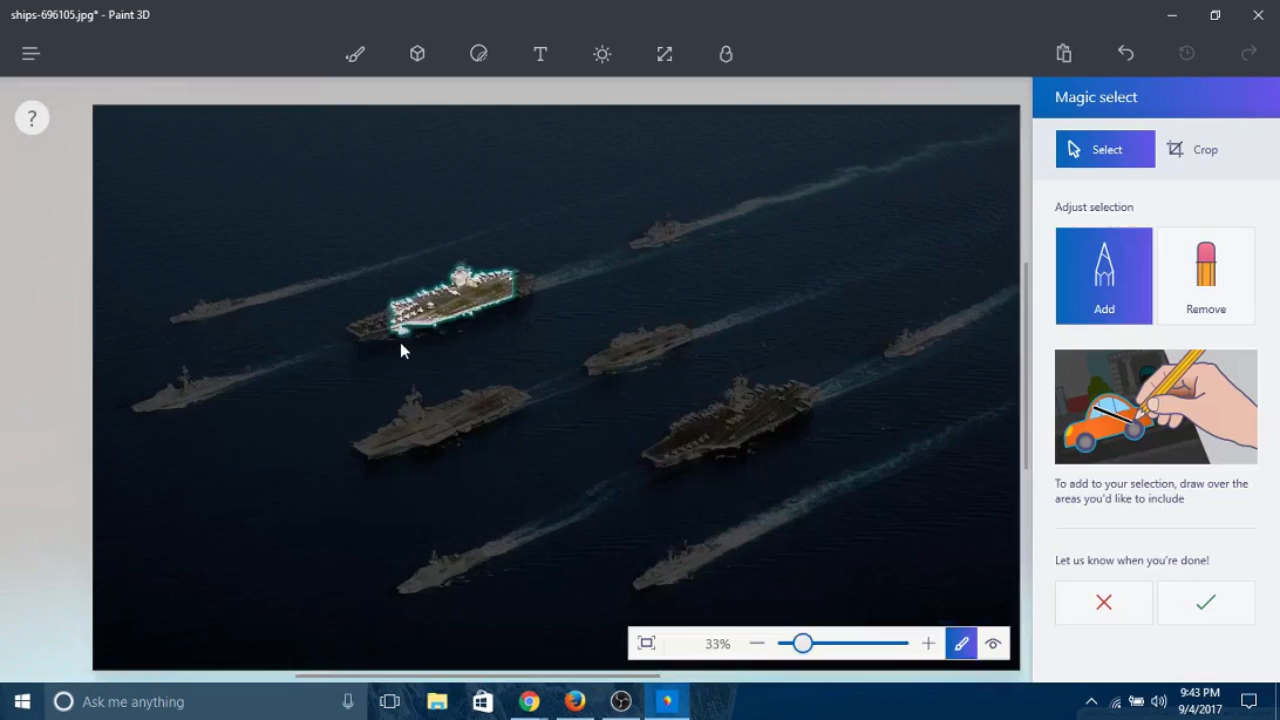 ships-696105.jpg* - Paint 3D
Magic select
Select
Crop
Adjust selection
Add
Remove
To add to your selection, draw over the
areas you'd like to include
Let us know when you're done!
33%
Ask me anything
9:43 PM
9/4/2017